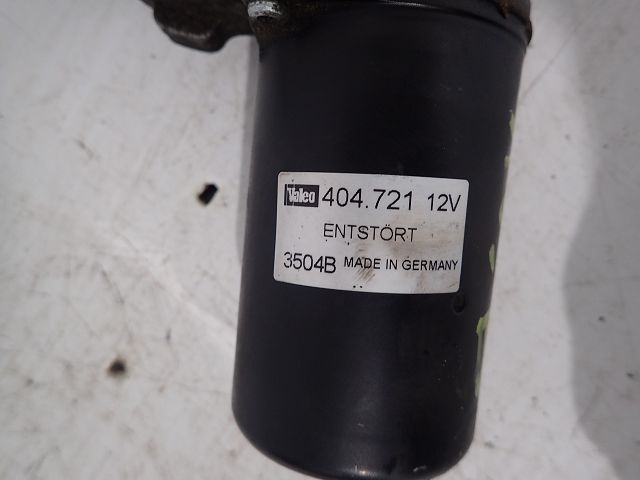 Valeo 404.721 12V
ENTSTÖRT
3504B MADE IN GERMANY